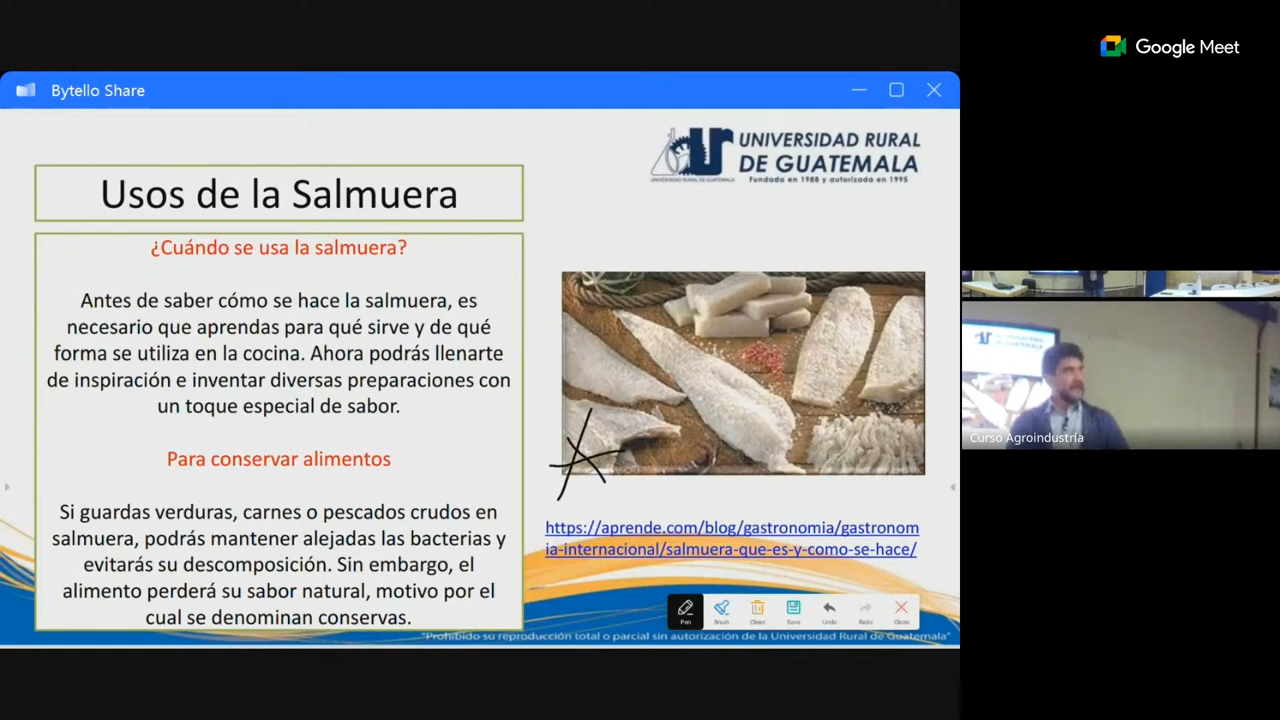 Google Meet
Bytello Share
UNIVERSIDAD RURAL
DE GUATEMALA
UNIVERSIDAD RURAL DE GUATEMALA
Fundada en 1988 y autorizada en 1995
Usos de la Salmuera
¿Cuándo se usa la salmuera?
Antes de saber cómo se hace la salmuera, es
necesario que aprendas para qué sirve y de qué
forma se utiliza en la cocina. Ahora podrás llenarte
de inspiración e inventar diversas preparaciones con
un toque especial de sabor.
Para conservar alimentos
Si guardas verduras, carnes o pescados crudos en
salmuera, podrás mantener alejadas las bacterias y
evitarás su descomposición. Sin embargo, el
alimento perderá su sabor natural, motivo por el
cual se denominan conservas.
https://aprende.com/blog/gastronomia/gastronom
ia-internacional/salmuera-que-es-y-como-se-hace/
Pen Brush Clean Save Undo Redo Close
"Prohibido su reproducción total o parcial sin autorización de la Universidad Rural de Guatemala"
Curso Agroindustria